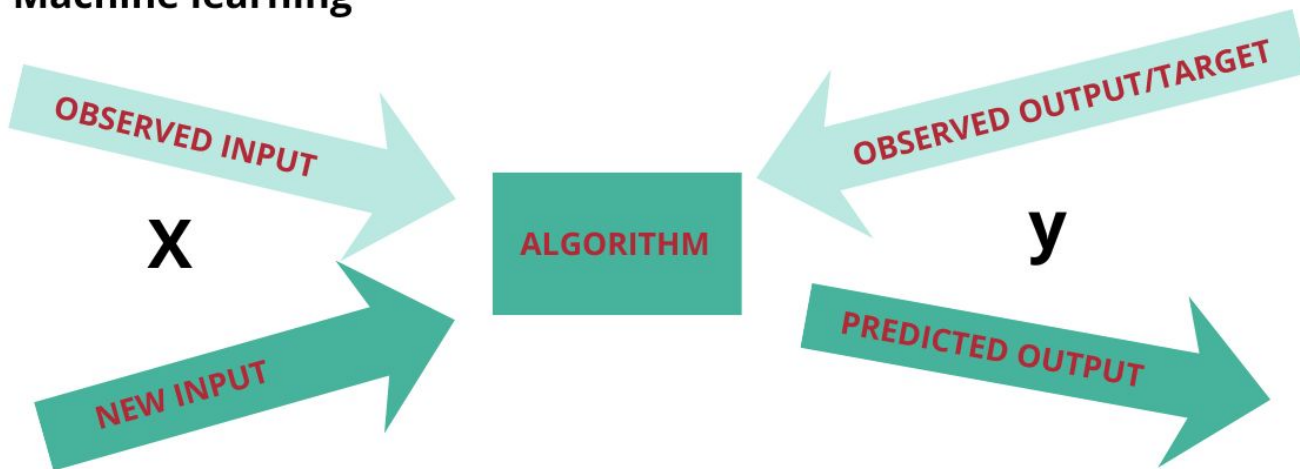 Machine learning
OBSERVED INPUT
OBSERVED OUTPUT/TARGET
X
ALGORITHM
y
NEW INPUT
PREDICTED OUTPUT